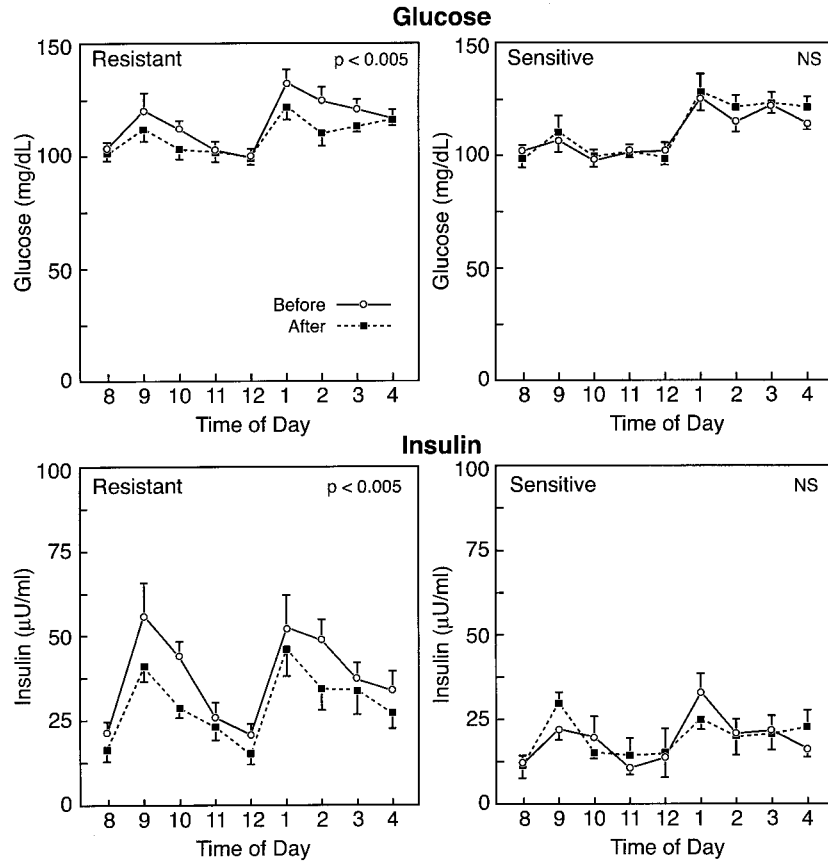 Glucose
Resistant
p < 0.005
150
100
50
0
Glucose (mg/dL)
Before
After
8 9 10 11 12 1 2 3 4
Time of Day
Sensitive
NS
150
100
50
0
Glucose (mg/dL)
8 9 10 11 12 1 2 3 4
Time of Day
Insulin
Resistant
p < 0.005
100
75
50
25
0
Insulin (μU/ml)
8 9 10 11 12 1 2 3 4
Time of Day
Sensitive
NS
100
75
50
25
0
Insulin (μU/ml)
8 9 10 11 12 1 2 3 4
Time of Day